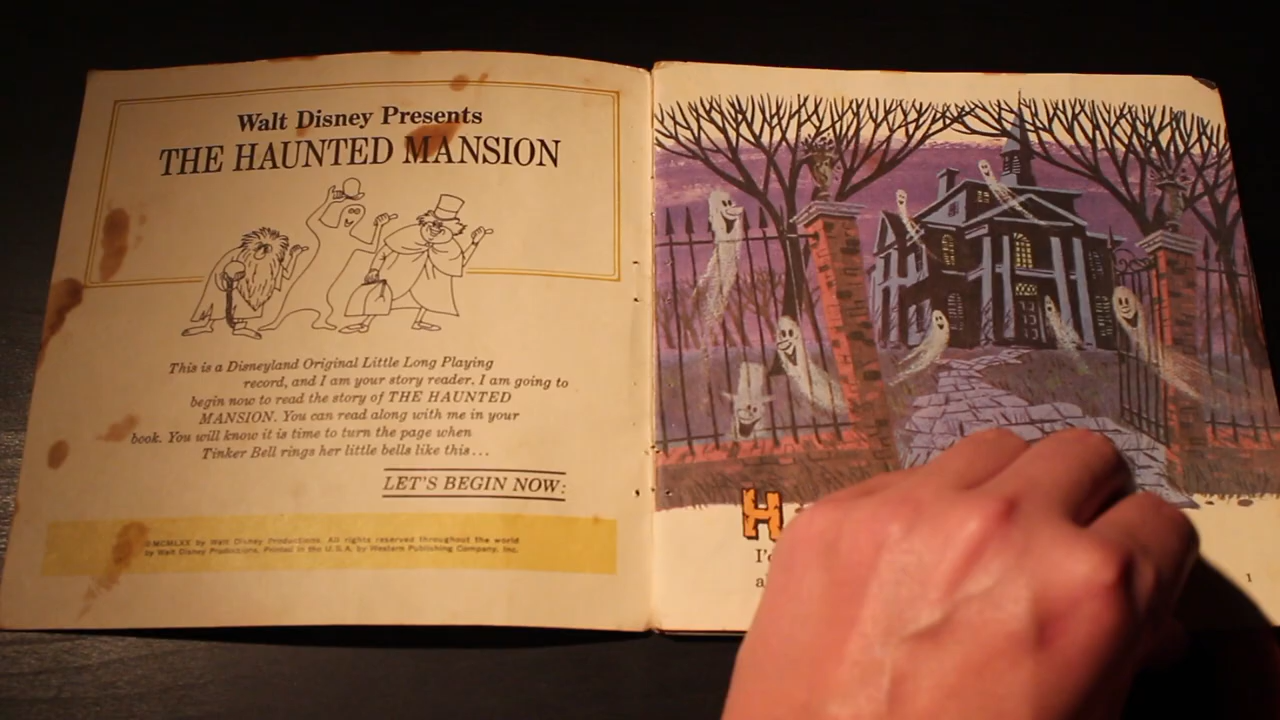 Walt Disney Presents
THE HAUNTED MANSION
This is a Disneyland Original Little Long Playing
record, and I am your story reader. I am going to
begin now to read the story of THE HAUNTED
MANSION. You can read along with me in your
book. You will know it is time to turn the page when
Tinker Bell rings her little bells like this...
LET'S BEGIN NOW:
©MCMLXX by Walt Disney Productions. All rights reserved throughout the world
by Walt Disney Productions. Printed in the U.S.A. by Western Publishing Company, Inc.
H
1